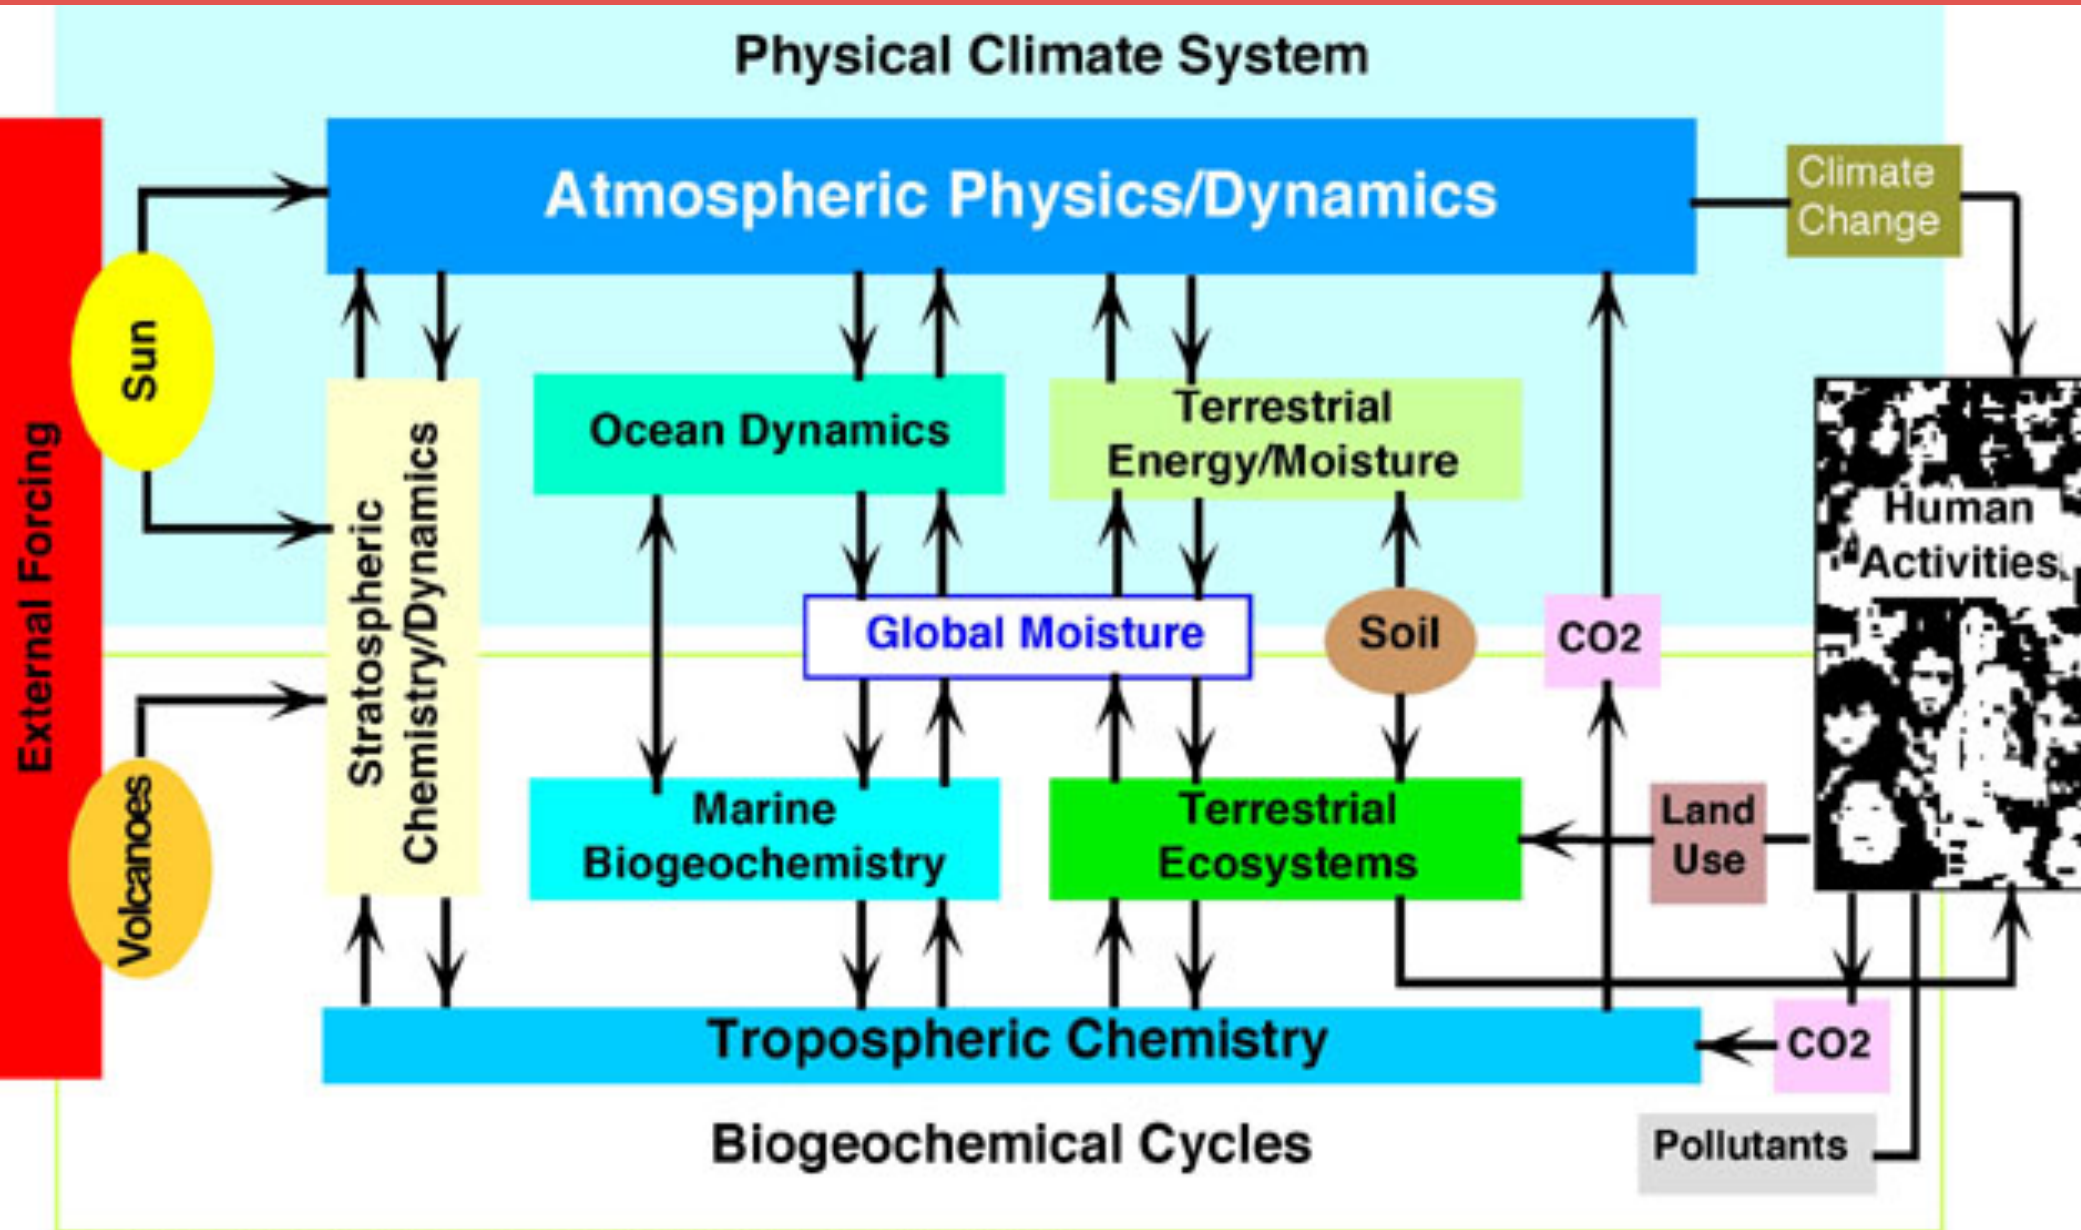 Physical Climate System
Atmospheric Physics/Dynamics
Climate
Change
External Forcing
Sun
Volcanoes
Stratospheric
Chemistry/Dynamics
Ocean Dynamics
Terrestrial
Energy/Moisture
Human
Activities
Global Moisture
Soil
CO2
Marine
Biogeochemistry
Terrestrial
Ecosystems
Land
Use
Tropospheric Chemistry
CO2
Biogeochemical Cycles
Pollutants